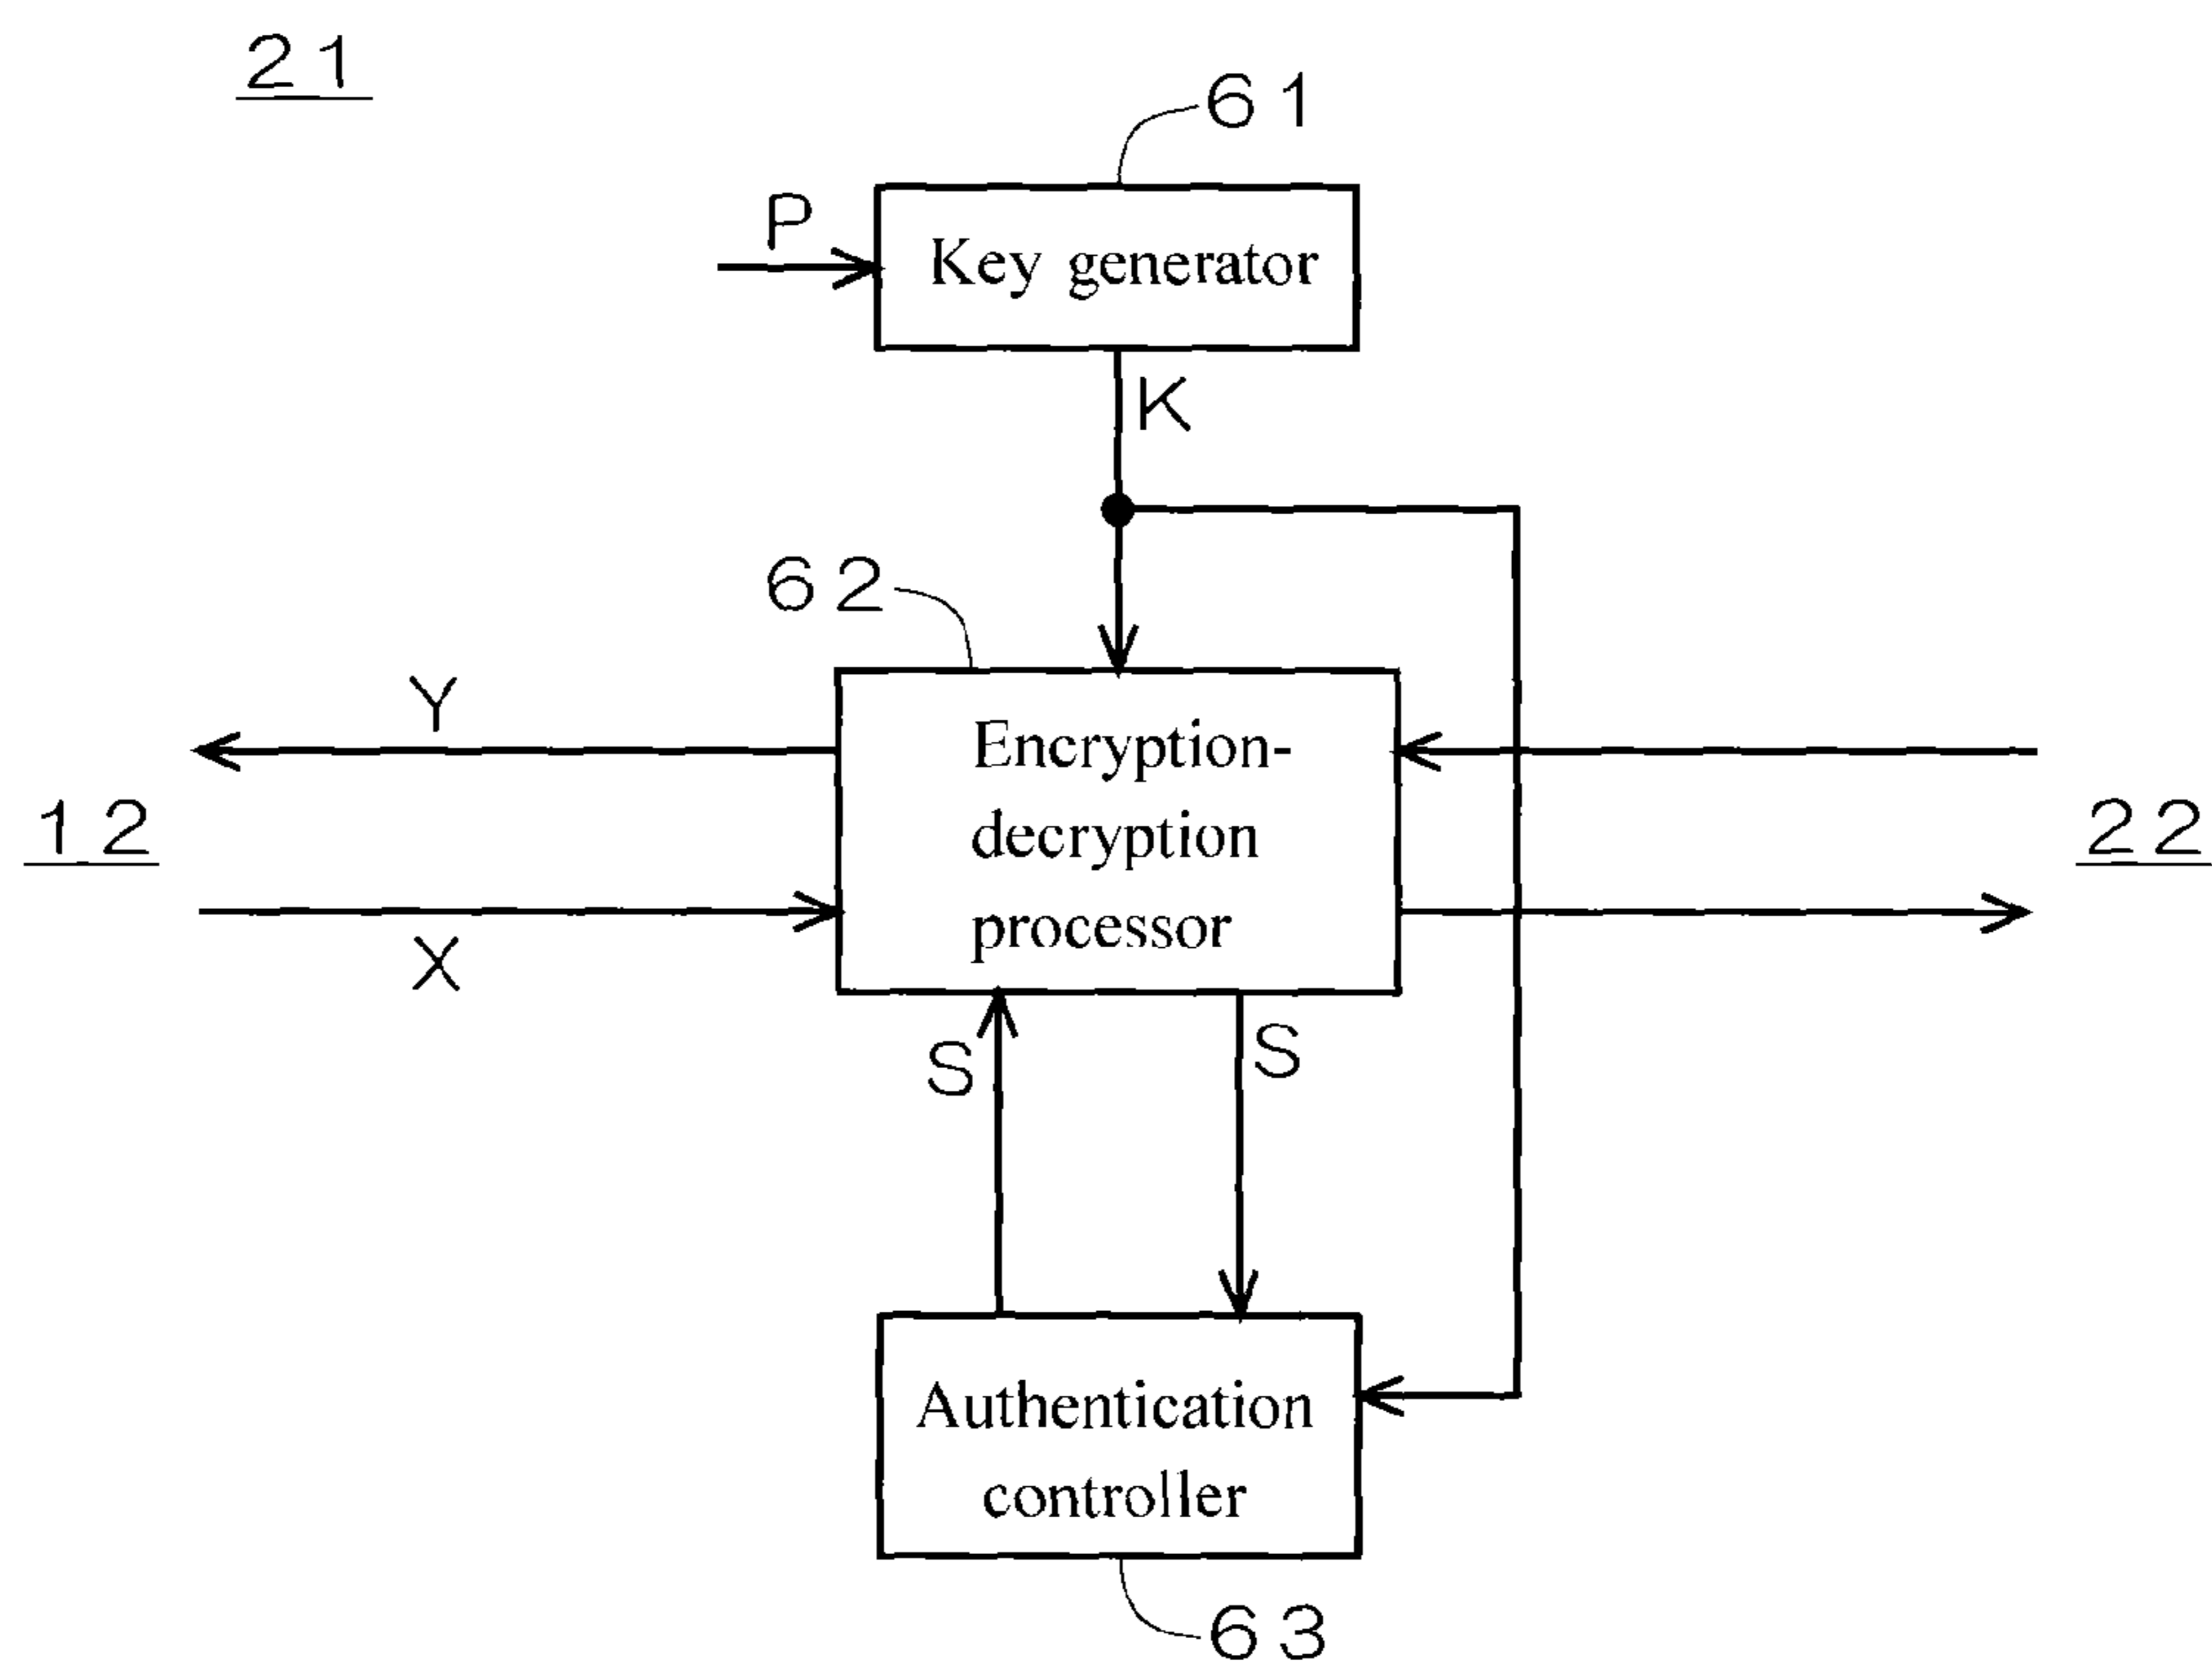 21
61
P
Key generator
K
62
Y
Encryption-
decryption
processor
12
22
X
S
S
Authentication
controller
63